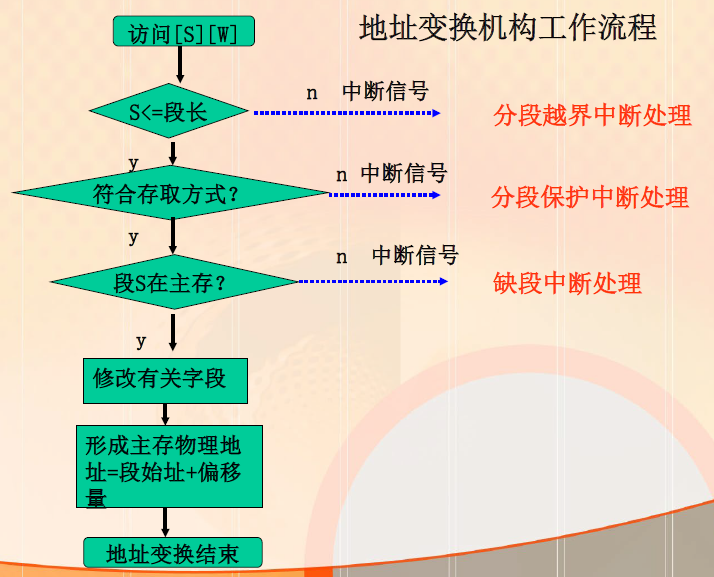 地址变换机构工作流程
访问[S][W]
S<=段长
n 中断信号
分段越界中断处理
y
符合存取方式?
n 中断信号
分段保护中断处理
y
段S在主存?
n 中断信号
缺段中断处理
y
修改有关字段
形成主存物理地
址=段始址+偏移
量
地址变换结束